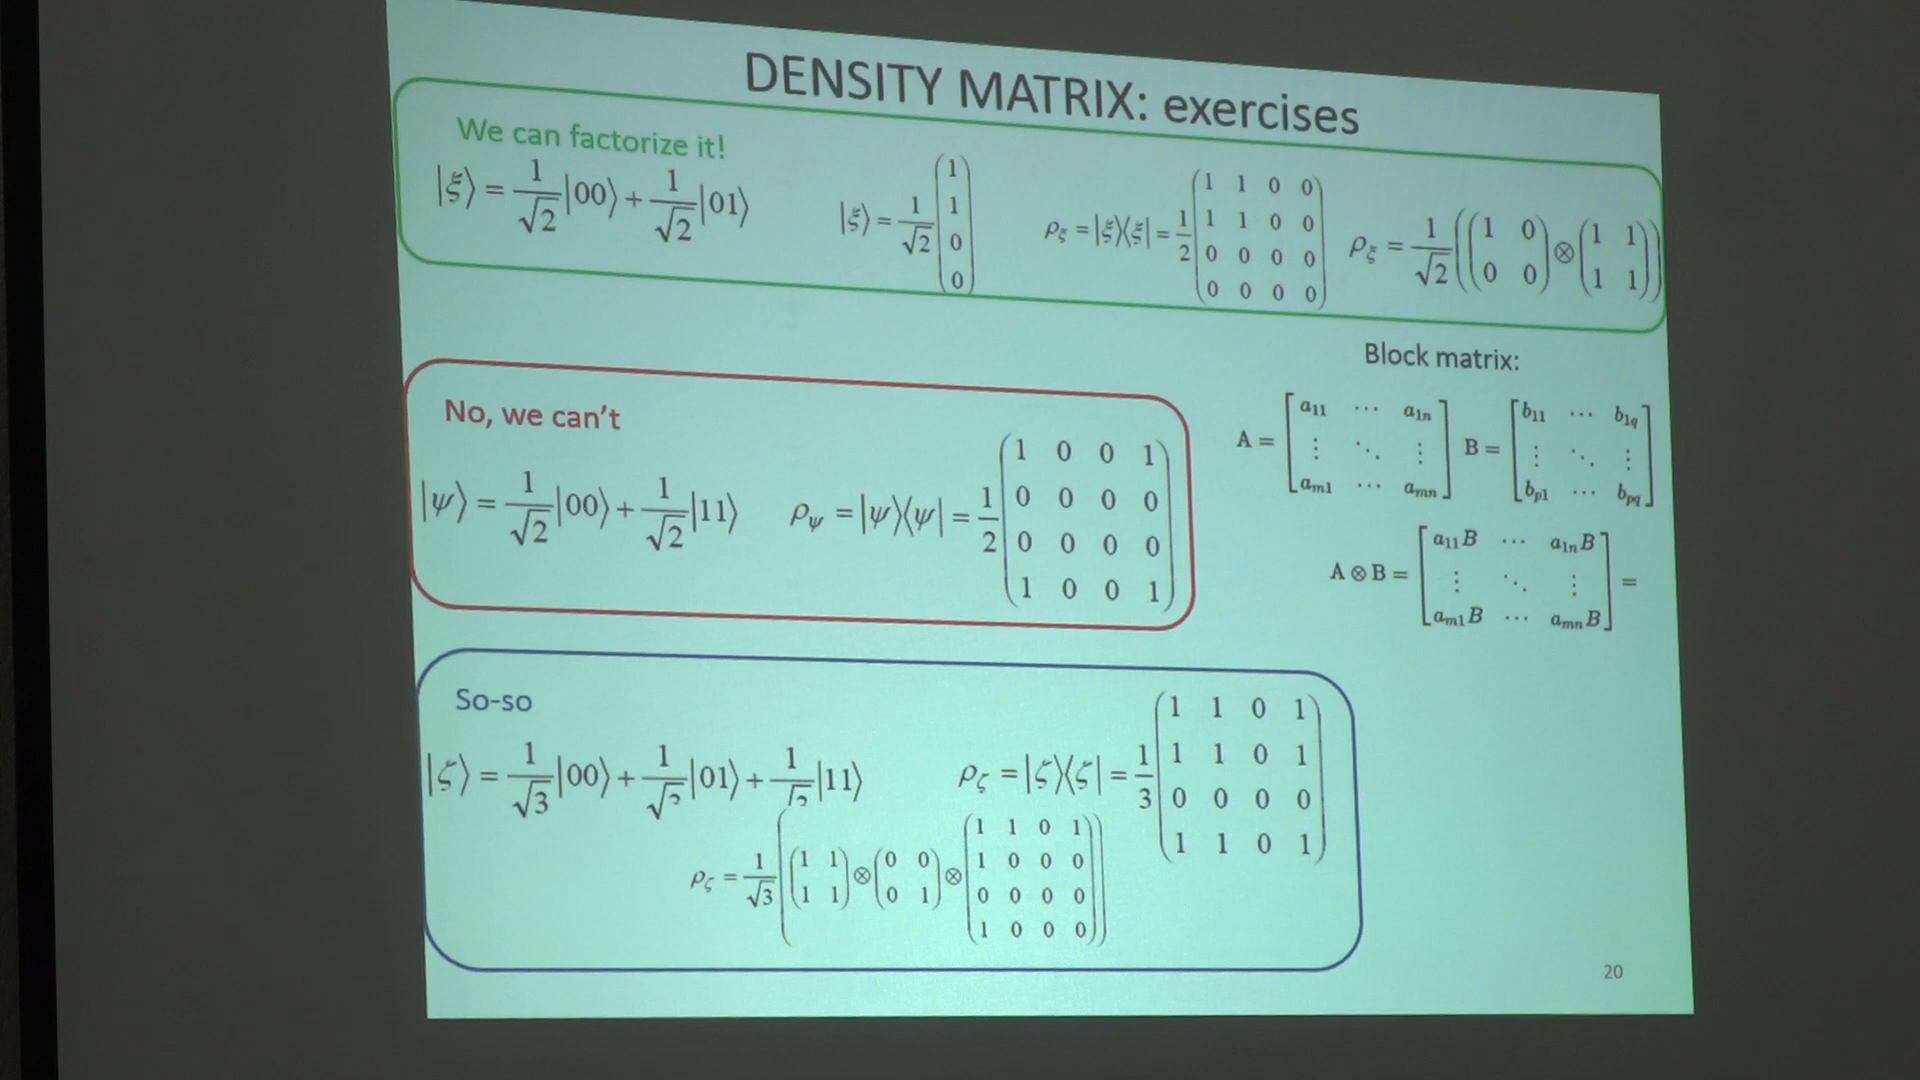 DENSITY MATRIX: exercises
We can factorize it!
|ξ⟩ = 1/√2 |00⟩ + 1/√2 |01⟩
|ξ⟩ = 1/√2 (1 1 0 0)
ρξ = |ξ⟩⟨ξ| = 1/2
1 1 0 0
1 1 0 0
0 0 0 0
0 0 0 0
ρξ = 1/√2 ((1 0
0 0) ⊗ (1 1
1 1))
No, we can't
|ψ⟩ = 1/√2 |00⟩ + 1/√2 |11⟩
ρψ = |ψ⟩⟨ψ| = 1/2
1 0 0 1
0 0 0 0
0 0 0 0
1 0 0 1
Block matrix:
A = [a11 ⋯ a1n
⋮ ⋱ ⋮
am1 ⋯ amn]
B = [b11 ⋯ b1q
⋮ ⋱ ⋮
bp1 ⋯ bpq]
A ⊗ B = [a11B ⋯ a1nB
⋮ ⋱ ⋮
am1B ⋯ amnB] =
So-so
|ζ⟩ = 1/√3 |00⟩ + 1/√3 |01⟩ + 1/√3 |11⟩
ρζ = |ζ⟩⟨ζ| = 1/3
1 1 0 1
1 1 0 1
0 0 0 0
1 1 0 1
ρζ = 1/√3 ((1 1
1 1) ⊗ (0 0
0 1) ⊗
1 1 0 1
1 0 0 0
0 0 0 0
1 0 0 0)
20